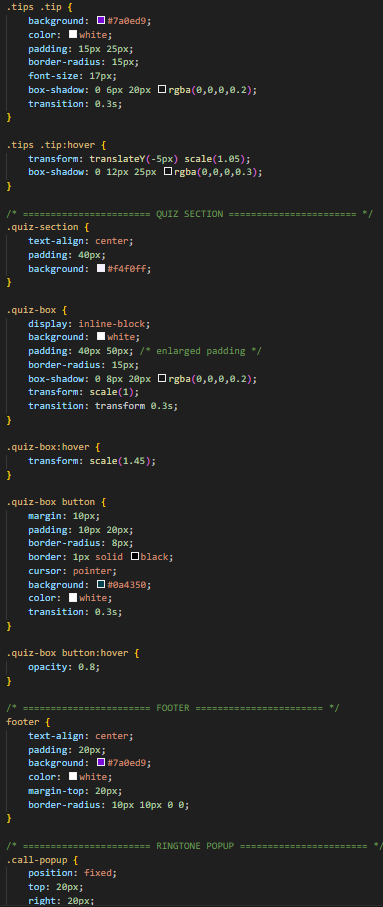 .tips .tip {
    background: #7a0ed9;
    color: white;
    padding: 15px 25px;
    border-radius: 15px;
    font-size: 17px;
    box-shadow: 0 6px 20px rgba(0,0,0,0.2);
    transition: 0.3s;
}

.tips .tip:hover {
    transform: translateY(-5px) scale(1.05);
    box-shadow: 0 12px 25px rgba(0,0,0,0.3);
}

/* ======================= QUIZ SECTION ======================= */
.quiz-section {
    text-align: center;
    padding: 40px;
    background: #f4f0ff;
}

.quiz-box {
    display: inline-block;
    background: white;
    padding: 40px 50px; /* enlarged padding */
    border-radius: 15px;
    box-shadow: 0 8px 20px rgba(0,0,0,0.2);
    transform: scale(1);
    transition: transform 0.3s;
}

.quiz-box:hover {
    transform: scale(1.45);
}

.quiz-box button {
    margin: 10px;
    padding: 10px 20px;
    border-radius: 8px;
    border: 1px solid black;
    cursor: pointer;
    background: #0a4350;
    color: white;
    transition: 0.3s;
}

.quiz-box button:hover {
    opacity: 0.8;
}

/* ======================= FOOTER ======================= */
footer {
    text-align: center;
    padding: 20px;
    background: #7a0ed9;
    color: white;
    margin-top: 20px;
    border-radius: 10px 10px 0 0;
}

/* ======================= RINGTONE POPUP ======================= */
.call-popup {
    position: fixed;
    top: 20px;
    right: 20px;